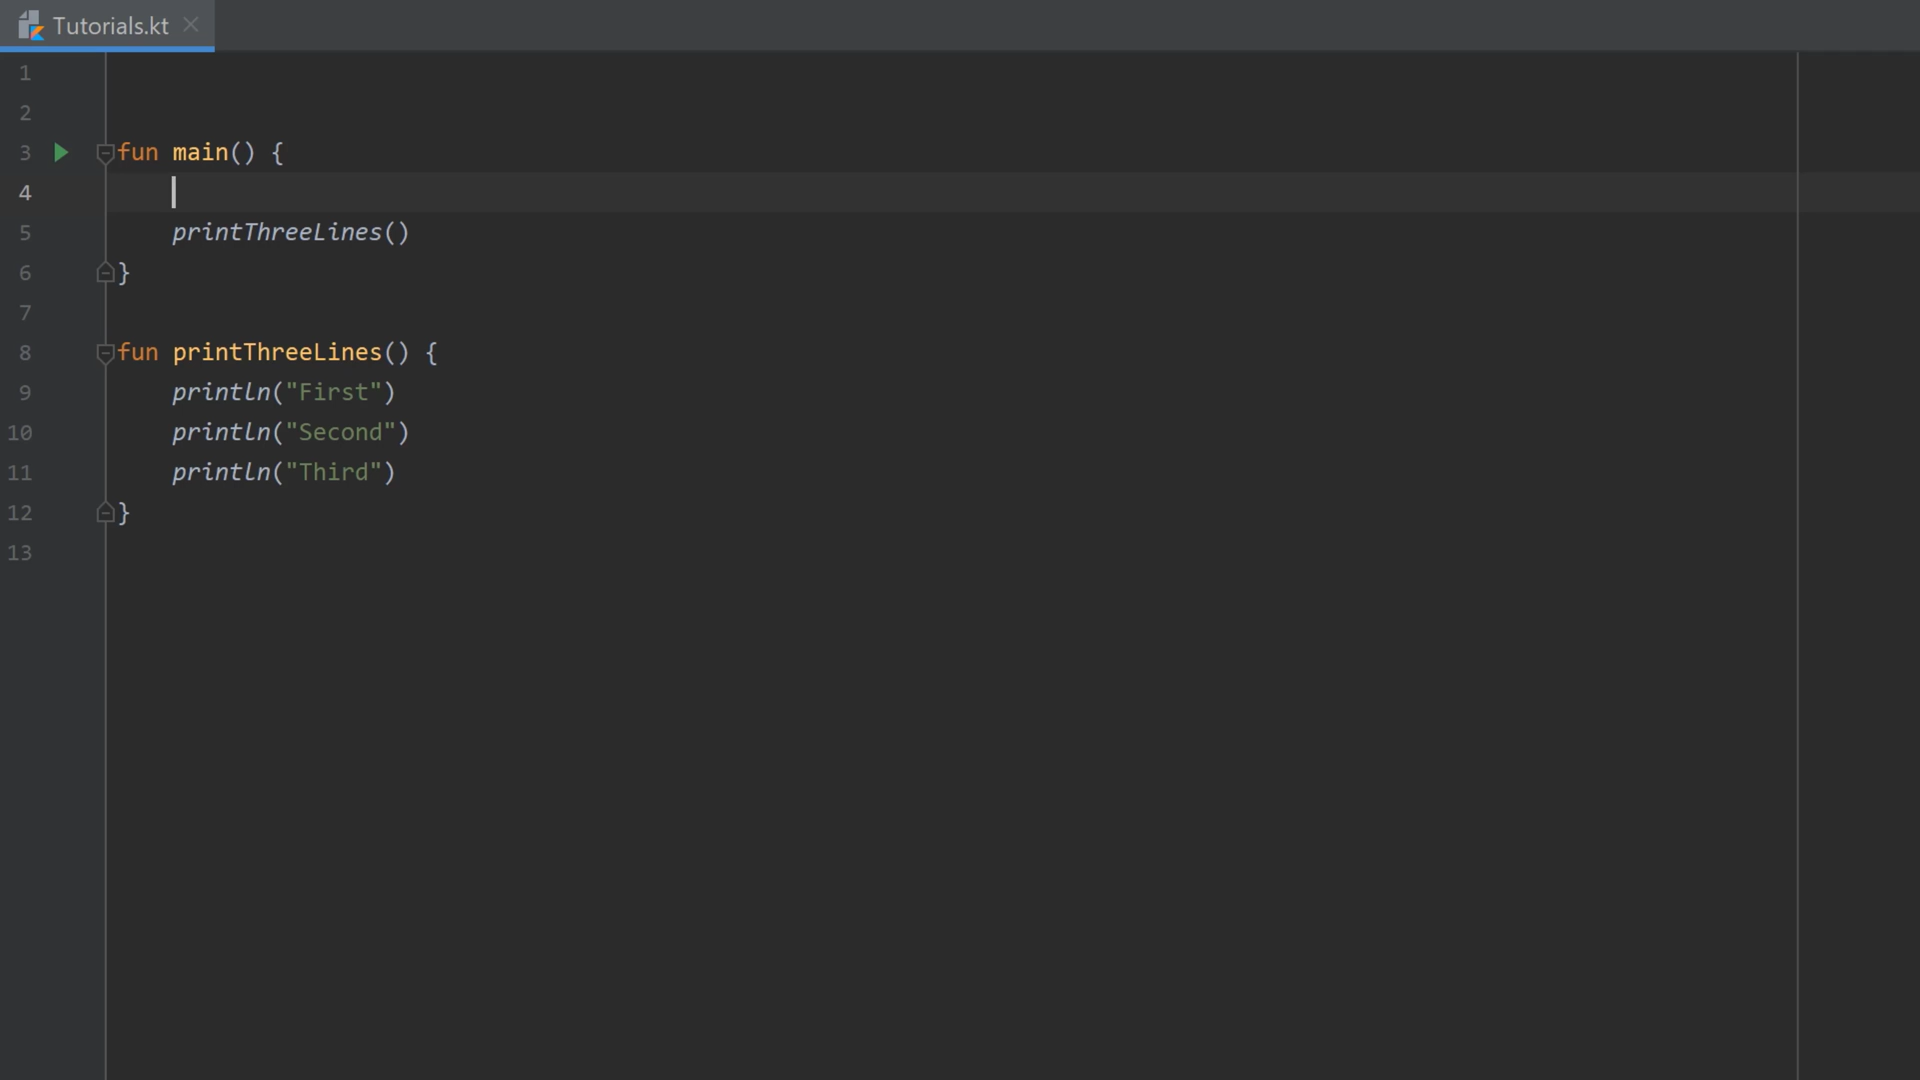 Tutorials.kt
1
2
3 fun main() {
4
5 printThreeLines()
6 }
7
8 fun printThreeLines() {
9 println("First")
10 println("Second")
11 println("Third")
12 }
13